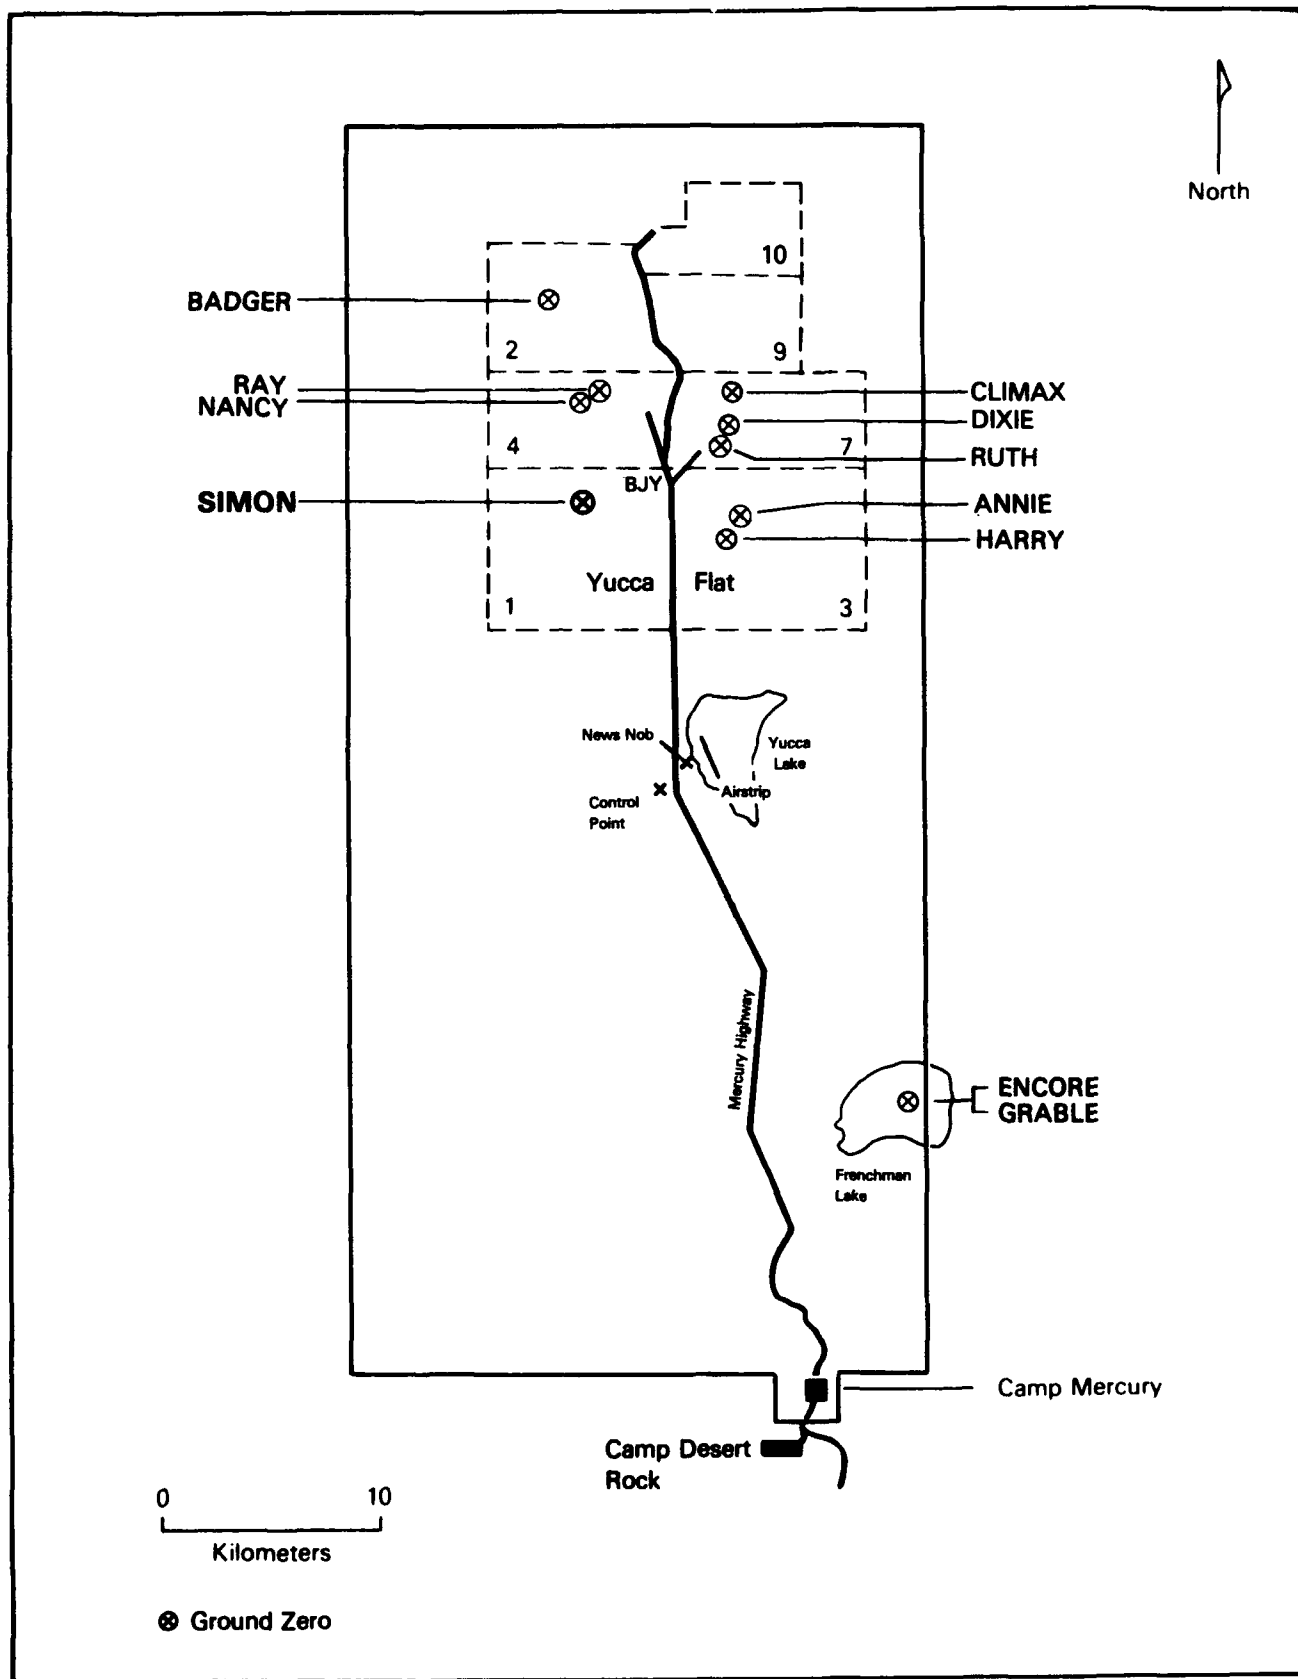 North
10
BADGER
2
9
RAY
NANCY
CLIMAX
DIXIE
4
7
RUTH
BJY
SIMON
ANNIE
HARRY
Yucca Flat
1
3
News Nob
Yucca
Lake
Airstrip
Control
Point
Mercury Highway
ENCORE
GRABLE
Frenchman
Lake
Camp Mercury
Camp Desert
Rock
0 10
Kilometers
Ground Zero